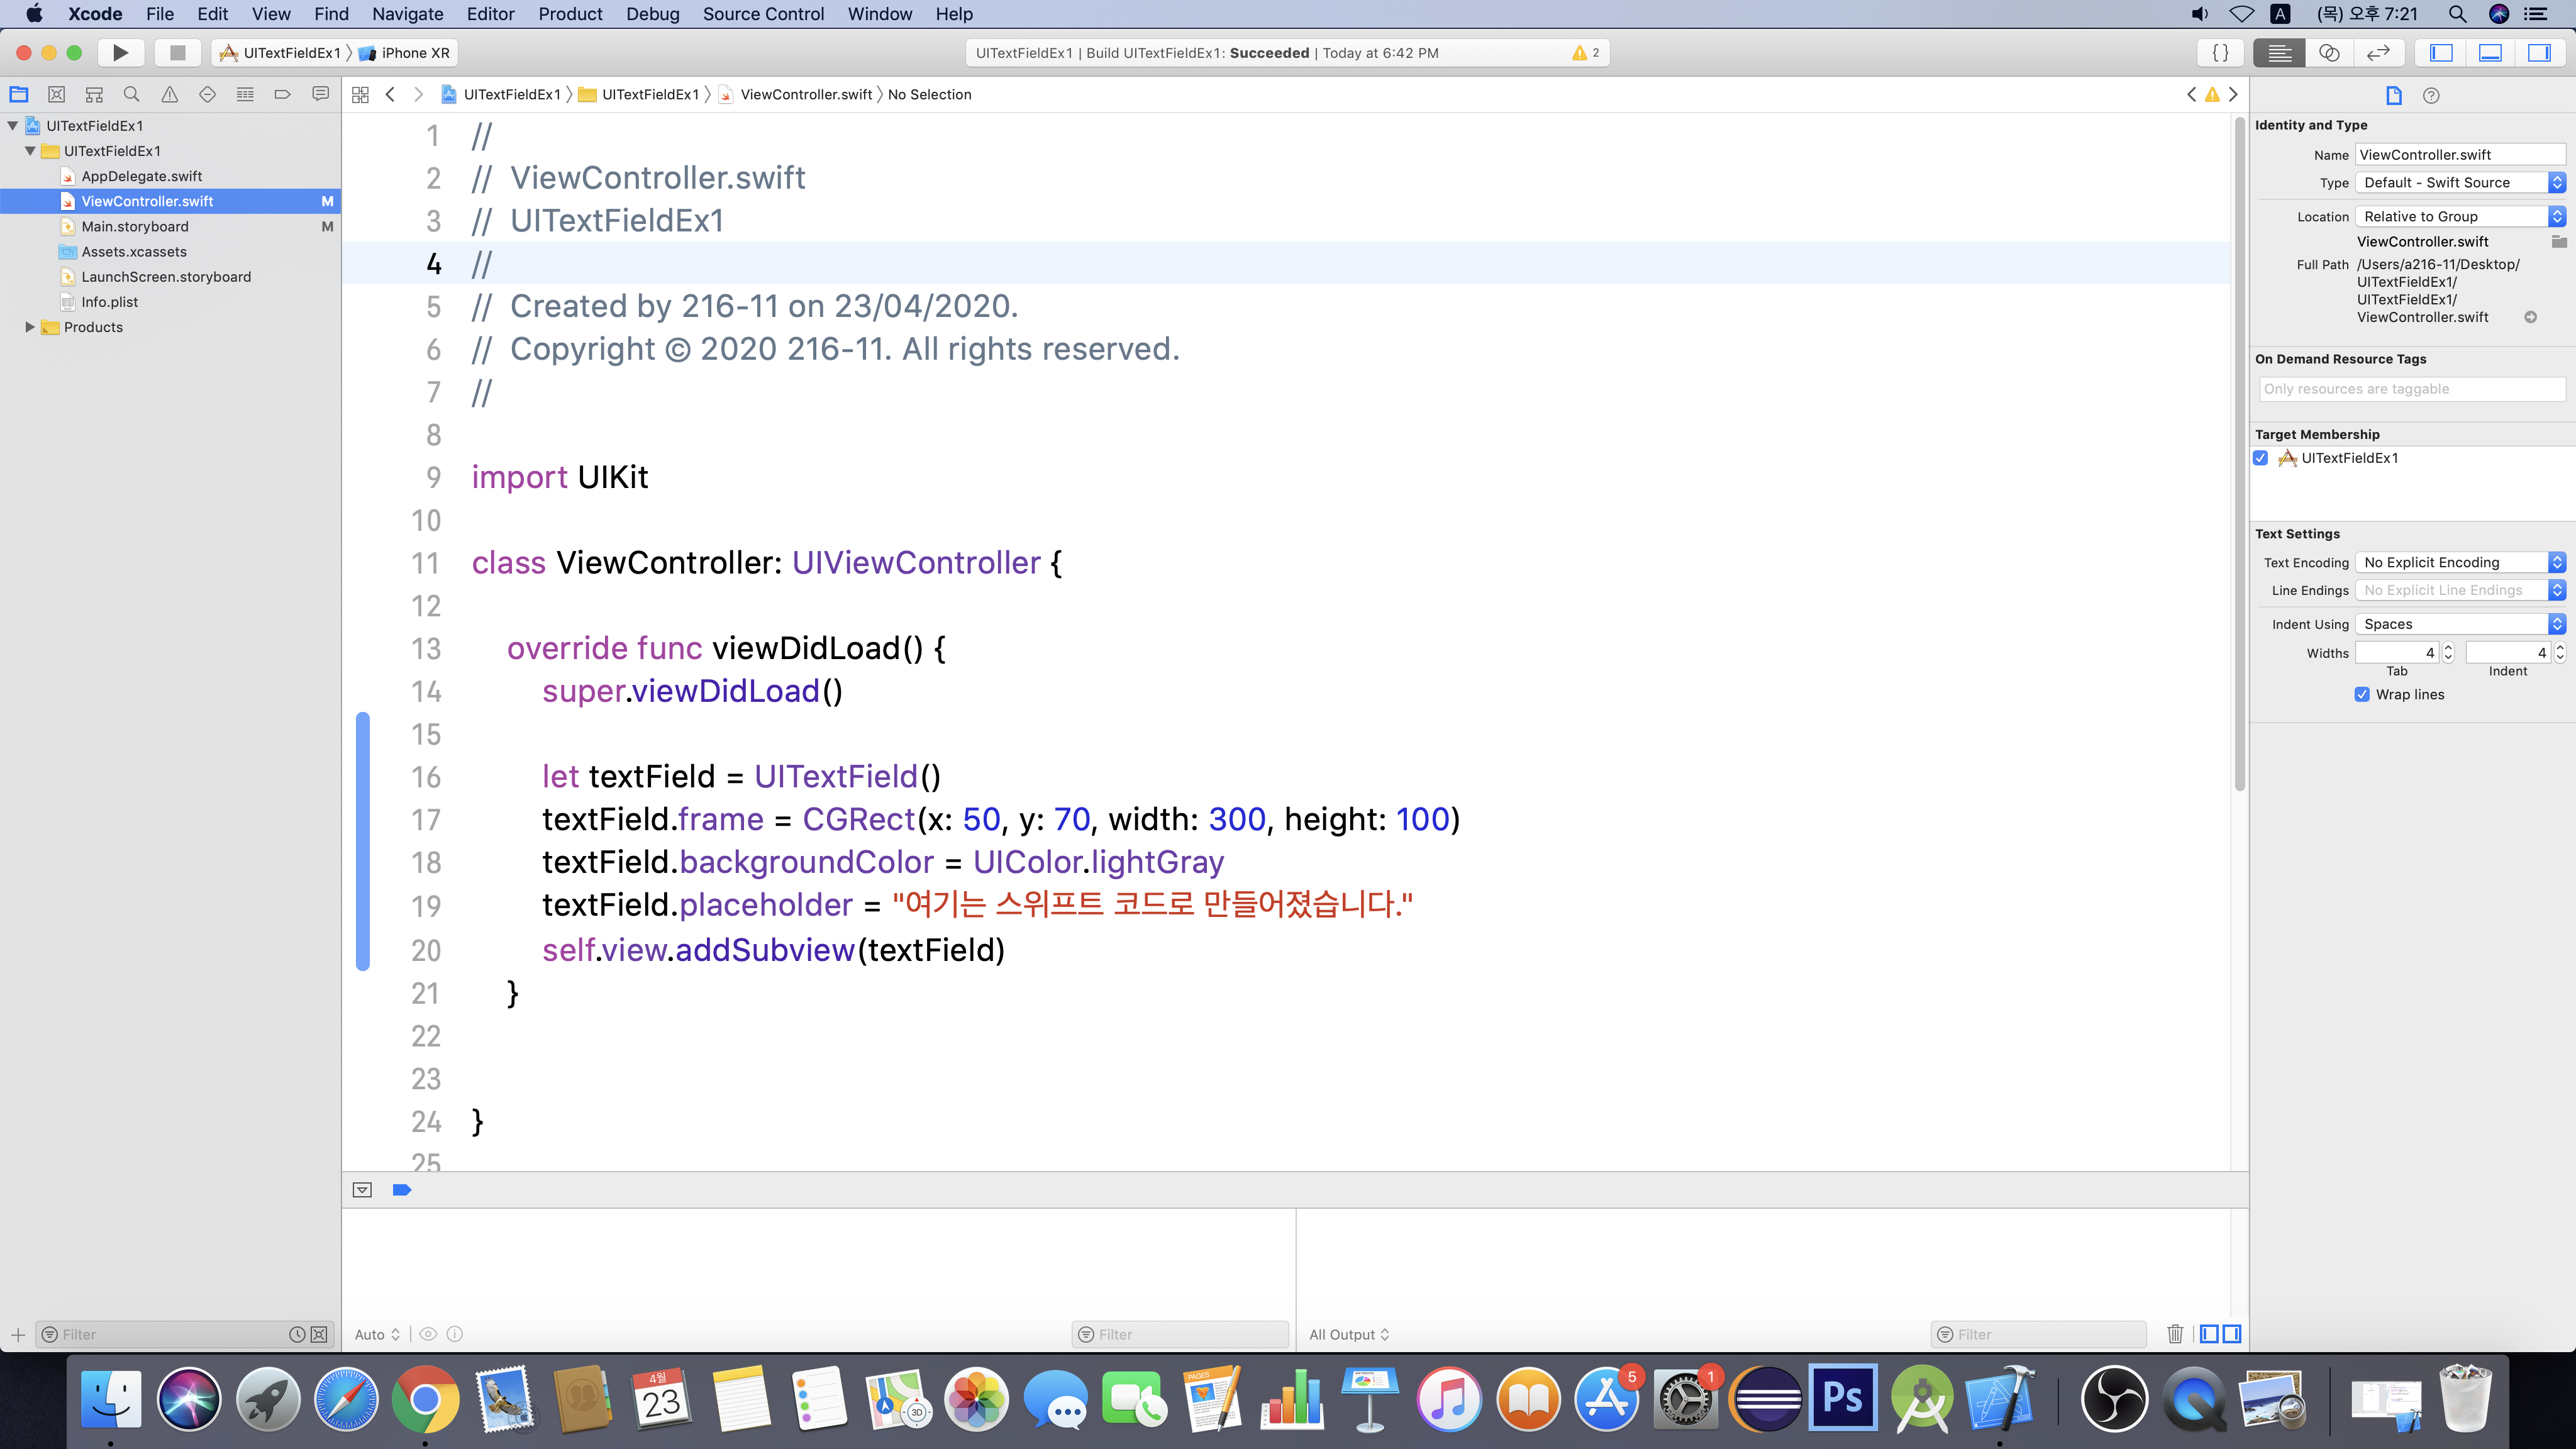 Xcode File Edit View Find Navigate Editor Product Debug Source Control Window Help A (목) 오후 7:21
UITextFieldEx1 iPhone XR UITextFieldEx1 | Build UITextFieldEx1: Succeeded | Today at 6:42 PM 2 { }
UITextFieldEx1 UITextFieldEx1 ViewController.swift No Selection
UITextFieldEx1
UITextFieldEx1
AppDelegate.swift
ViewController.swift M
Main.storyboard M
Assets.xcassets
LaunchScreen.storyboard
Info.plist
Products
1 //
2 // ViewController.swift
3 // UITextFieldEx1
4 //
5 // Created by 216-11 on 23/04/2020.
6 // Copyright © 2020 216-11. All rights reserved.
7 //
8
9 import UIKit
10
11 class ViewController: UIViewController {
12
13 override func viewDidLoad() {
14 super.viewDidLoad()
15
16 let textField = UITextField()
17 textField.frame = CGRect(x: 50, y: 70, width: 300, height: 100)
18 textField.backgroundColor = UIColor.lightGray
19 textField.placeholder = "여기는 스위프트 코드로 만들어졌습니다."
20 self.view.addSubview(textField)
21 }
22
23
24 }
25
Identity and Type
Name ViewController.swift
Type Default - Swift Source
Location Relative to Group
ViewController.swift
Full Path /Users/a216-11/Desktop/
UITextFieldEx1/
UITextFieldEx1/
ViewController.swift
On Demand Resource Tags
Only resources are taggable
Target Membership
UITextFieldEx1
Text Settings
Text Encoding No Explicit Encoding
Line Endings No Explicit Line Endings
Indent Using Spaces
Widths 4 4
Tab Indent
Wrap lines
Filter Auto Filter All Output Filter
4월
23
3D
PAGES
5
1
Ps